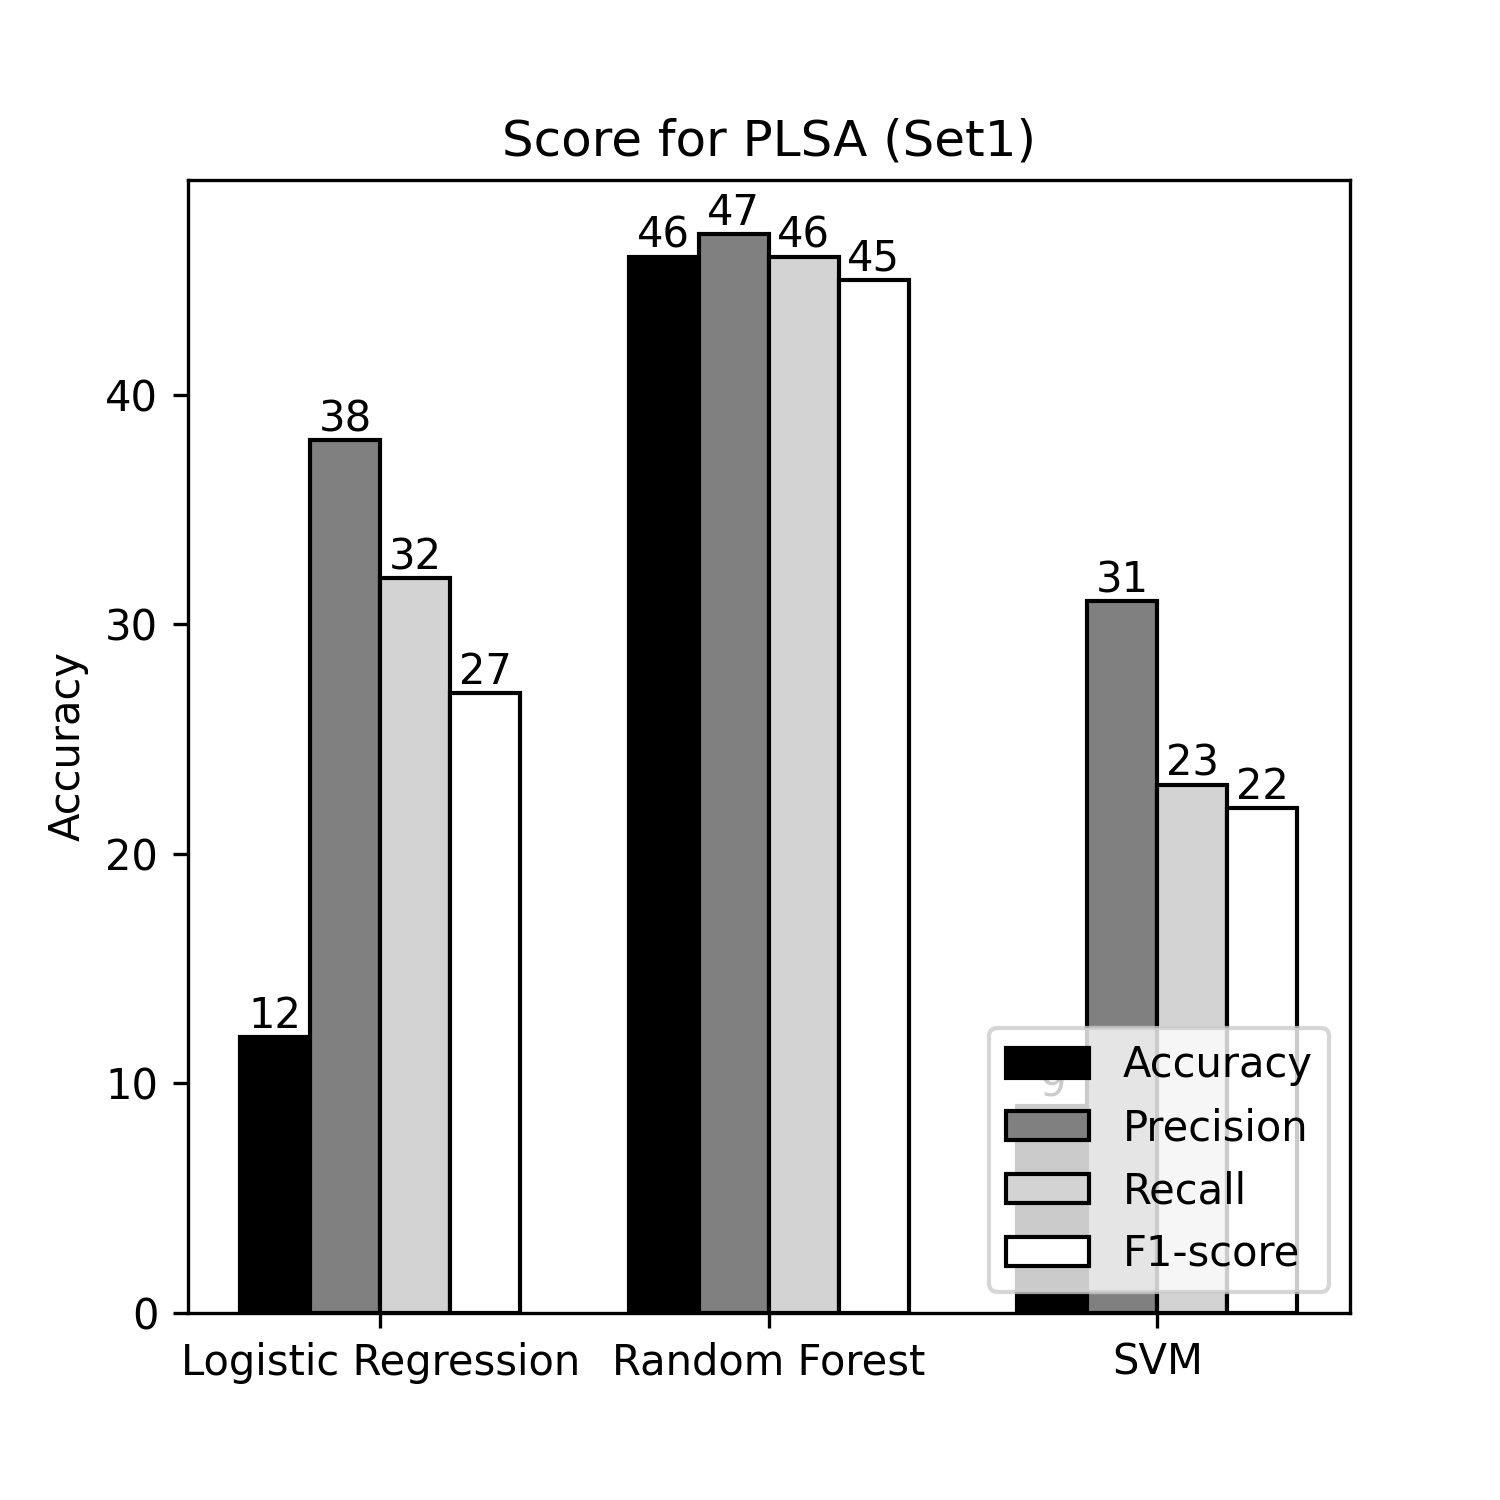 Score for PLSA (Set1)
Accuracy
40
30
20
10
0
12
38
32
27
46
47
46
45
9
31
23
22
Accuracy
Precision
Recall
F1-score
Logistic Regression
Random Forest
SVM